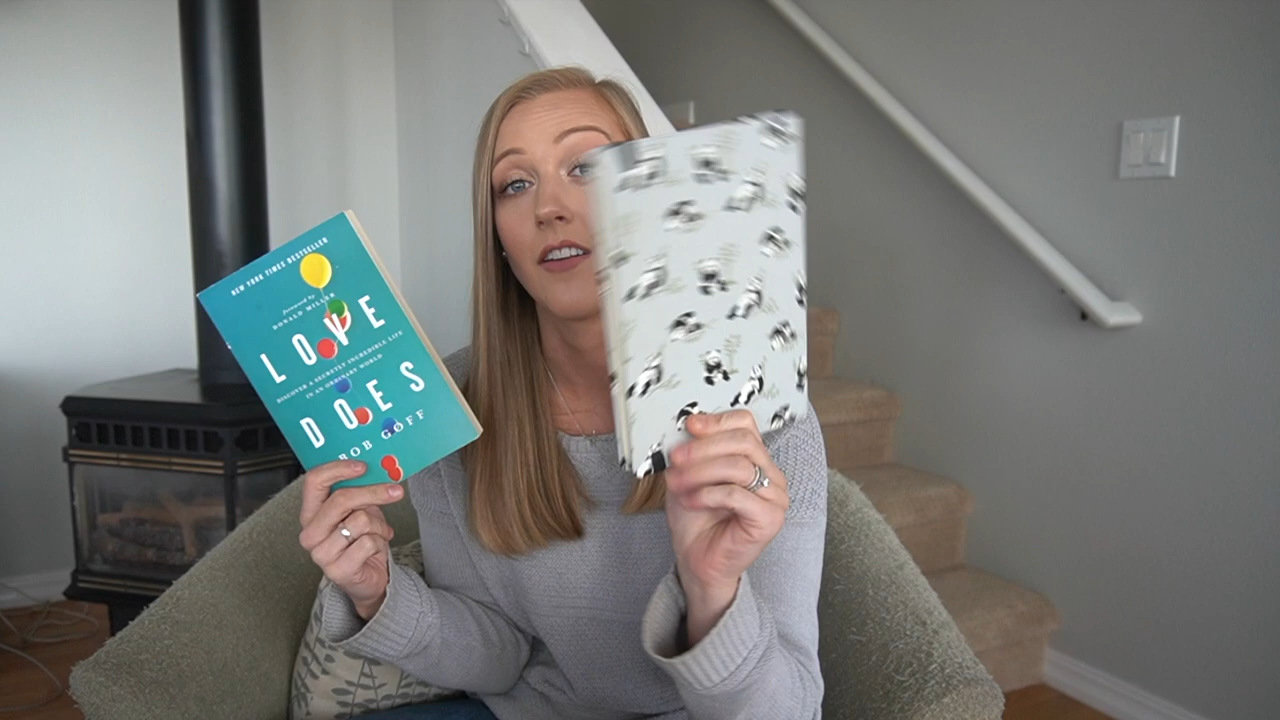 NEW YORK TIMES BESTSELLER
foreword by
DONALD MILLER
LOVE
DISCOVER A SECRETLY INCREDIBLE LIFE
IN AN ORDINARY WORLD
DOES
BOB GOFF